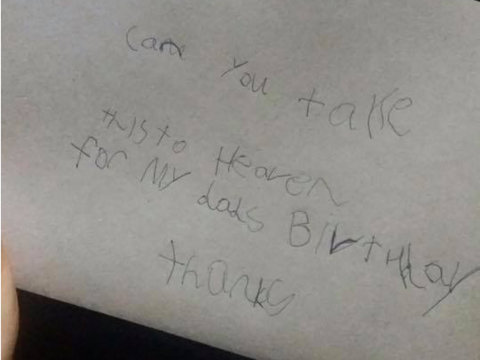 Can you take
this to Heaven
for My dads Birthday
thanks